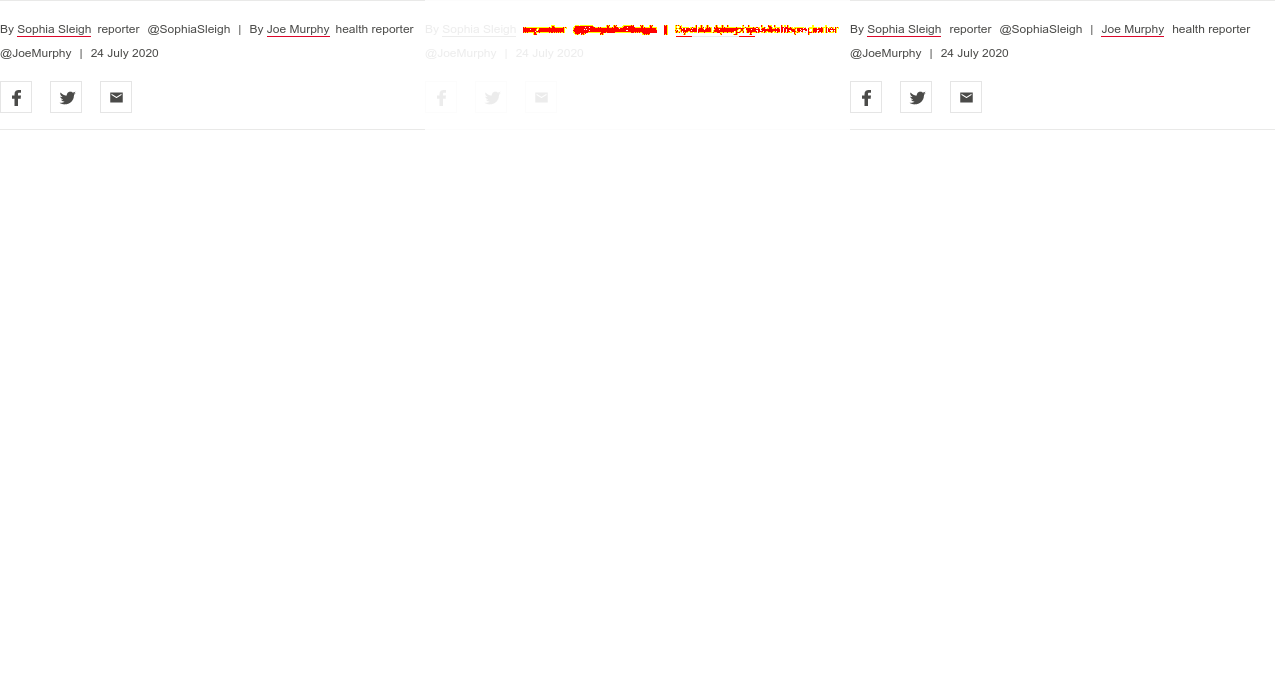 By Sophia Sleigh reporter @SophiaSleigh | By Joe Murphy health reporter
@JoeMurphy | 24 July 2020
By Sophia Sleigh
@JoeMurphy | 24 July 2020
By Sophia Sleigh reporter @SophiaSleigh | Joe Murphy health reporter
@JoeMurphy | 24 July 2020